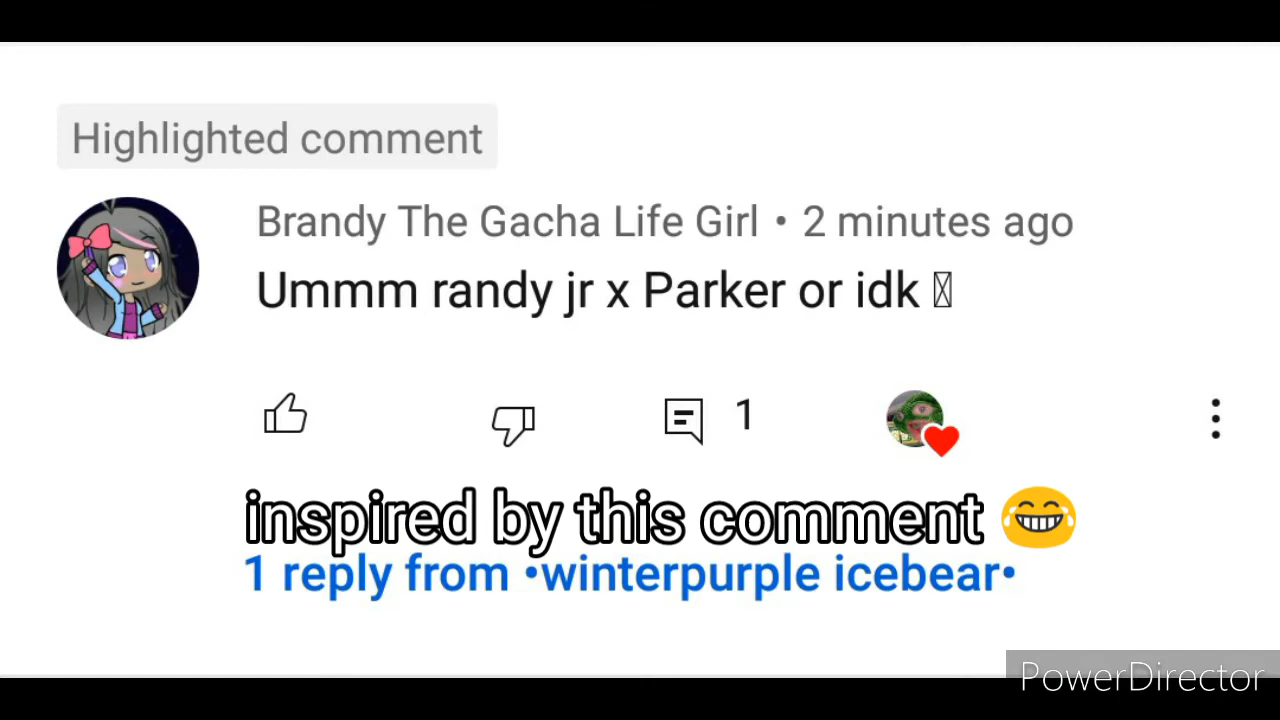 Highlighted comment
Brandy The Gacha Life Girl • 2 minutes ago
Ummm randy jr x Parker or idk
1
inspired by this comment 😂
1 reply from •winterpurple icebear•
PowerDirector